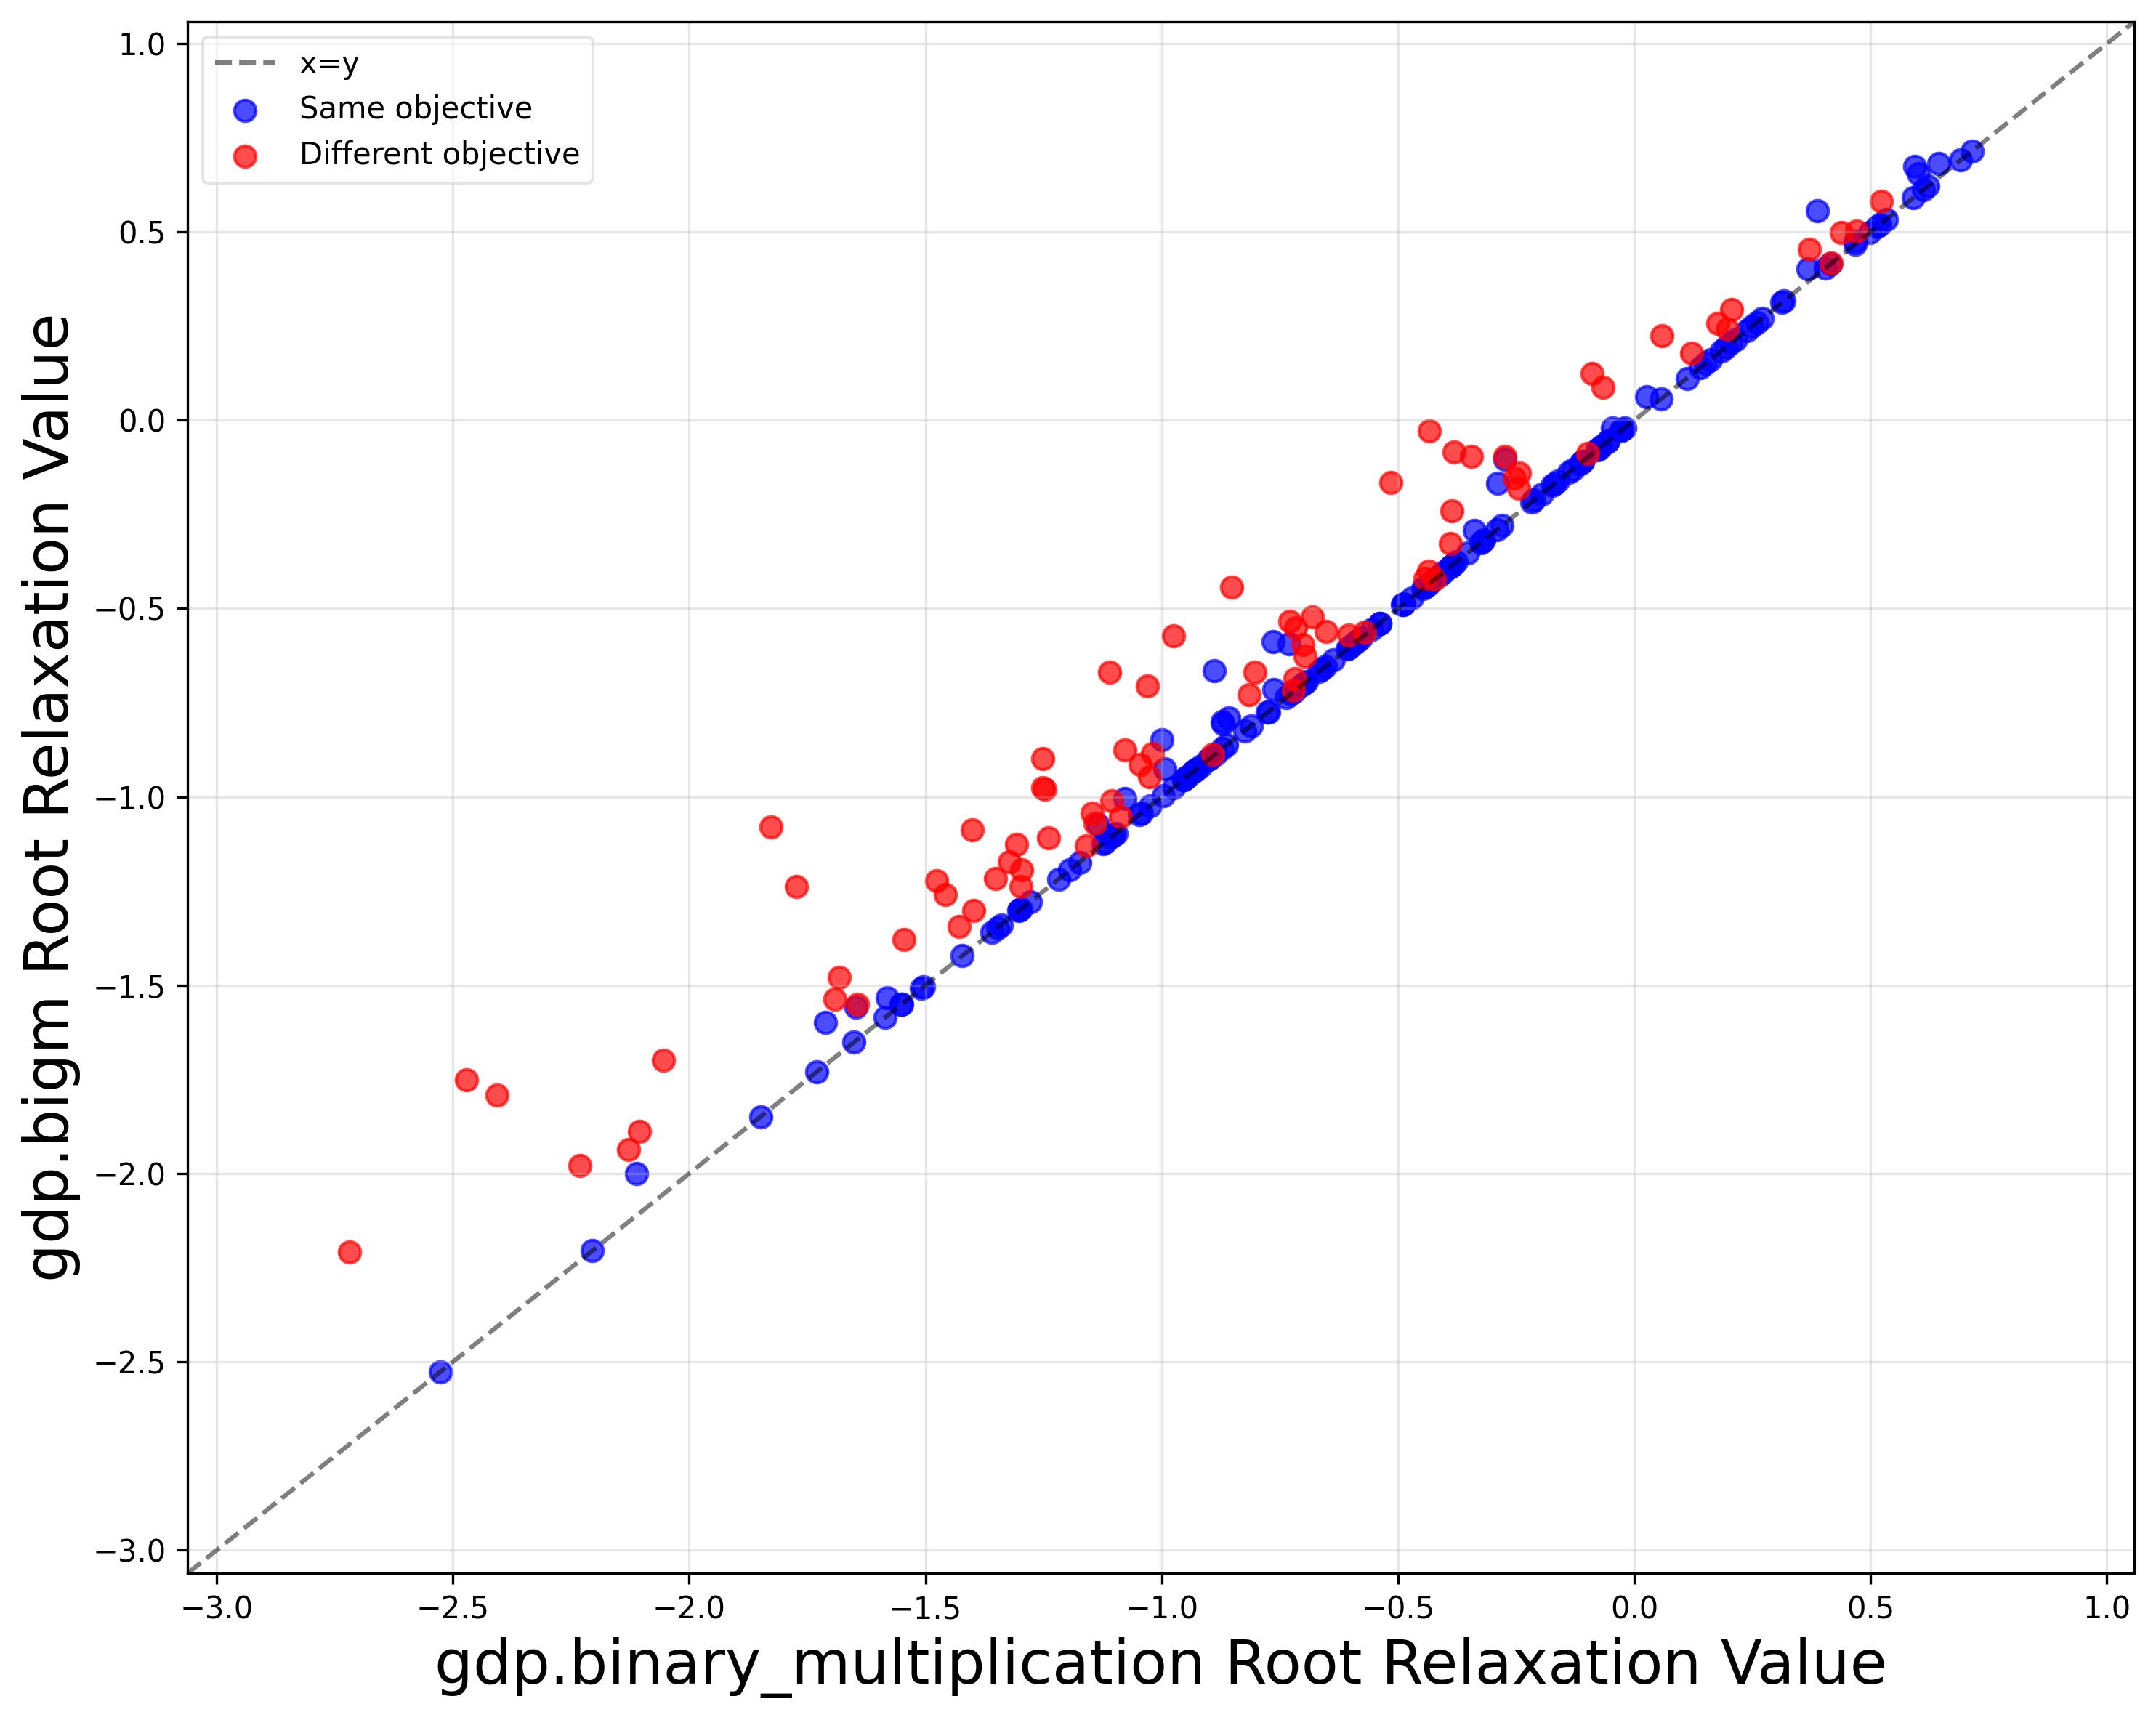 gdp.bigm Root Relaxation Value
1.0
0.5
0.0
−0.5
−1.0
−1.5
−2.0
−2.5
−3.0
x=y
Same objective
Different objective
−3.0 −2.5 −2.0 −1.5 −1.0 −0.5 0.0 0.5 1.0
gdp.binary_multiplication Root Relaxation Value